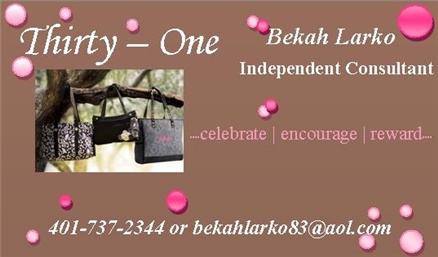 Thirty – One
Bekah Larko
Independent Consultant
....celebrate | encourage | reward....
401-737-2344 or bekahlarko83@aol.com